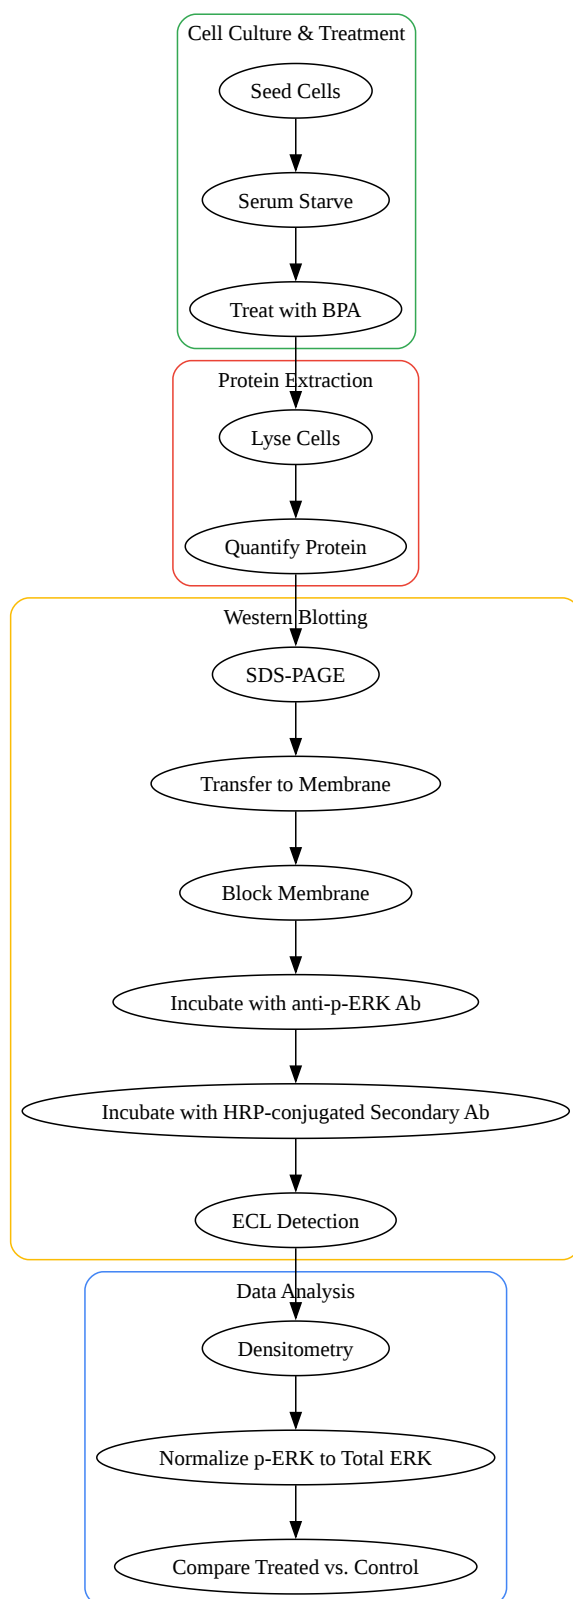 Cell Culture & Treatment
Seed Cells
Serum Starve
Treat with BPA
Protein Extraction
Lyse Cells
Quantify Protein
Western Blotting
SDS-PAGE
Transfer to Membrane
Block Membrane
Incubate with anti-p-ERK Ab
Incubate with HRP-conjugated Secondary Ab
ECL Detection
Data Analysis
Densitometry
Normalize p-ERK to Total ERK
Compare Treated vs. Control